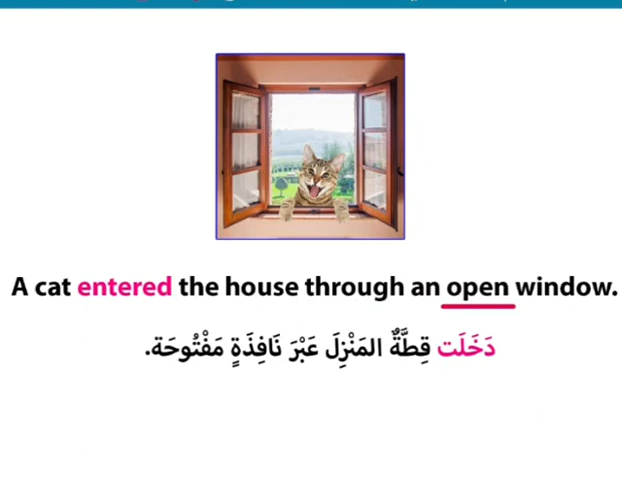 A cat entered the house through an open window.
دَخَلَت قِطَّةٌ المَنْزِلَ عَبْرَ نَافِذَةٍ مَفْتُوحَة.